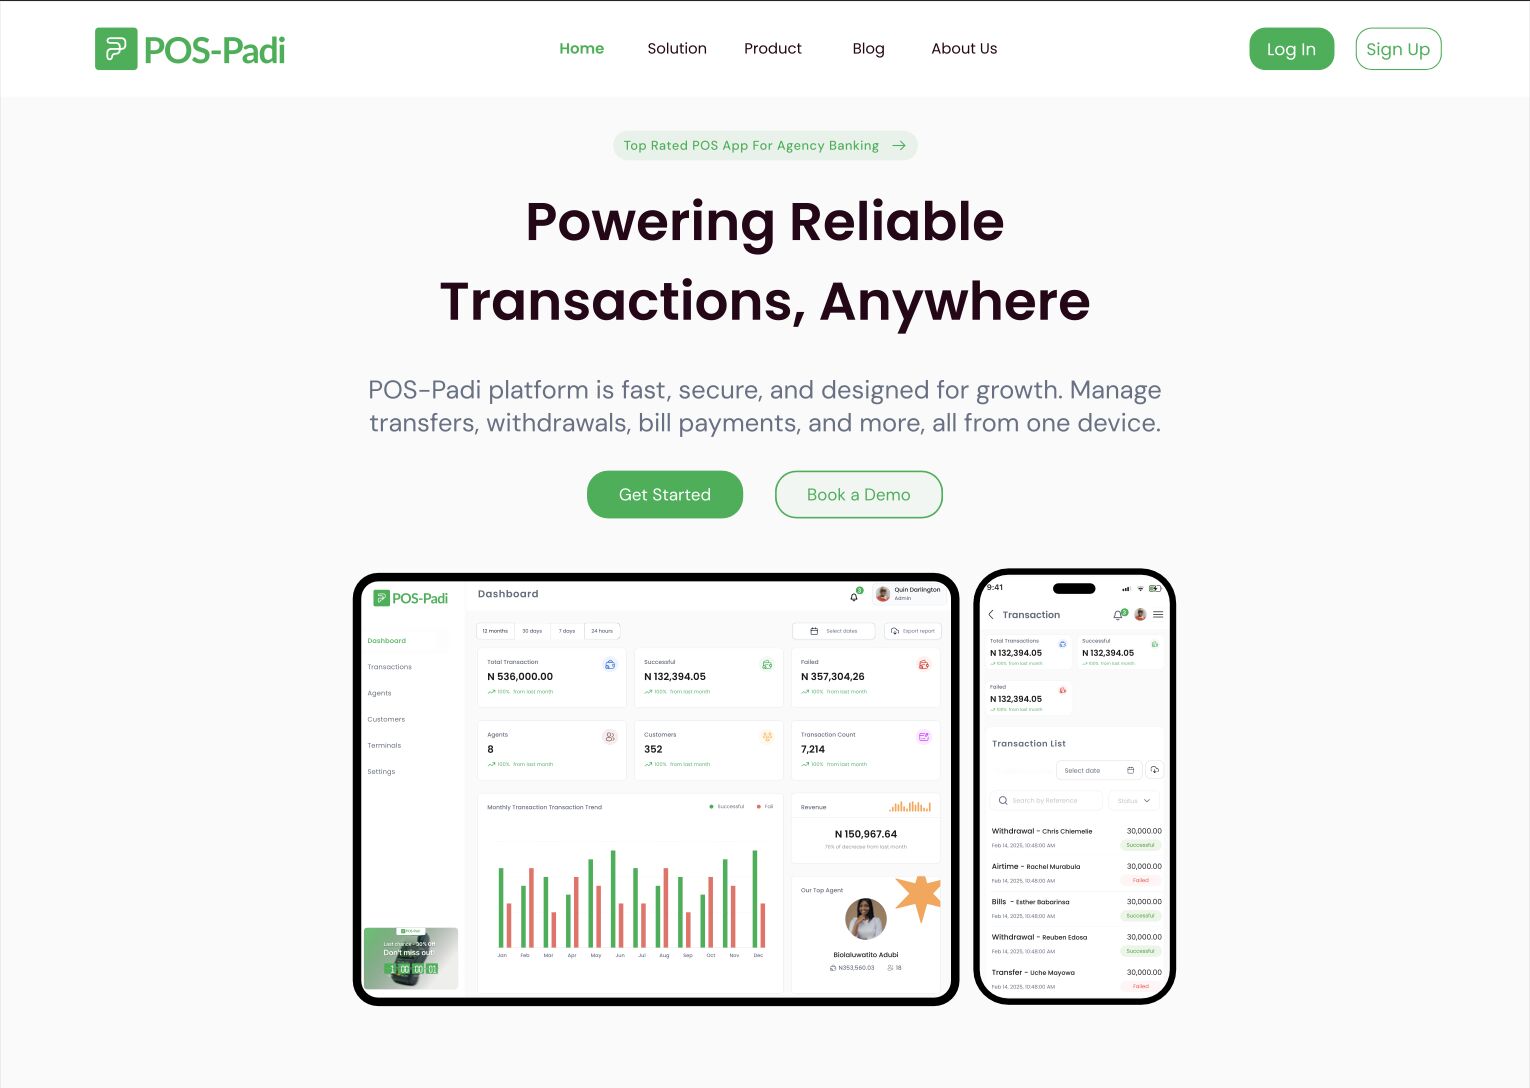 POS-Padi
Home Solution Product Blog About Us
Log In Sign Up
Top Rated POS App For Agency Banking →
Powering Reliable
Transactions, Anywhere
POS-Padi platform is fast, secure, and designed for growth. Manage
transfers, withdrawals, bill payments, and more, all from one device.
Get Started Book a Demo
POS-Padi
Dashboard
Transactions
Agents
Customers
Terminals
Settings
POS-Padi
Last chance - 30% Off
Don't miss out
1 00 00 01
Dashboard
3
Quin Darlington
Admin
12 months 30 days 7 days 24 hours
Select dates Export report
Total Transaction
N 536,000.00
100% from last month
Successful
N 132,394.05
100% from last month
Failed
N 357,304,26
100% from last month
Agents
8
100% from last month
Customers
352
100% from last month
Transaction Count
7,214
100% from last month
Monthly Transaction Transaction Trend
Successful Fail
Jan Feb Mar Apr May Jun Jul Aug Sep Oct Nov Dec
Revenue
N 150,967.64
70% of decrease from last month
Our Top Agent
Biolaluwatito Adubi
N353,560.03 18
9:41
Transaction
3
Total Transactions
N 132,394.05
100% from last month
Successful
N 132,394.05
100% from last month
Failed
N 132,394.05
100% from last month
Transaction List
Select date
Search by Reference
Status
Withdrawal - Chris Chiemelie 30,000.00
Feb 14, 2025, 10:48:00 AM Successful
Airtime - Rachel Murabula 30,000.00
Feb 14, 2025, 10:48:00 AM Failed
Bills - Esther Babarinsa 30,000.00
Feb 14, 2025, 10:48:00 AM Successful
Withdrawal - Reuben Edosa 30,000.00
Feb 14, 2025, 10:48:00 AM Successful
Transfer - Uche Mayowa 30,000.00
Feb 14, 2025, 10:48:00 AM Failed